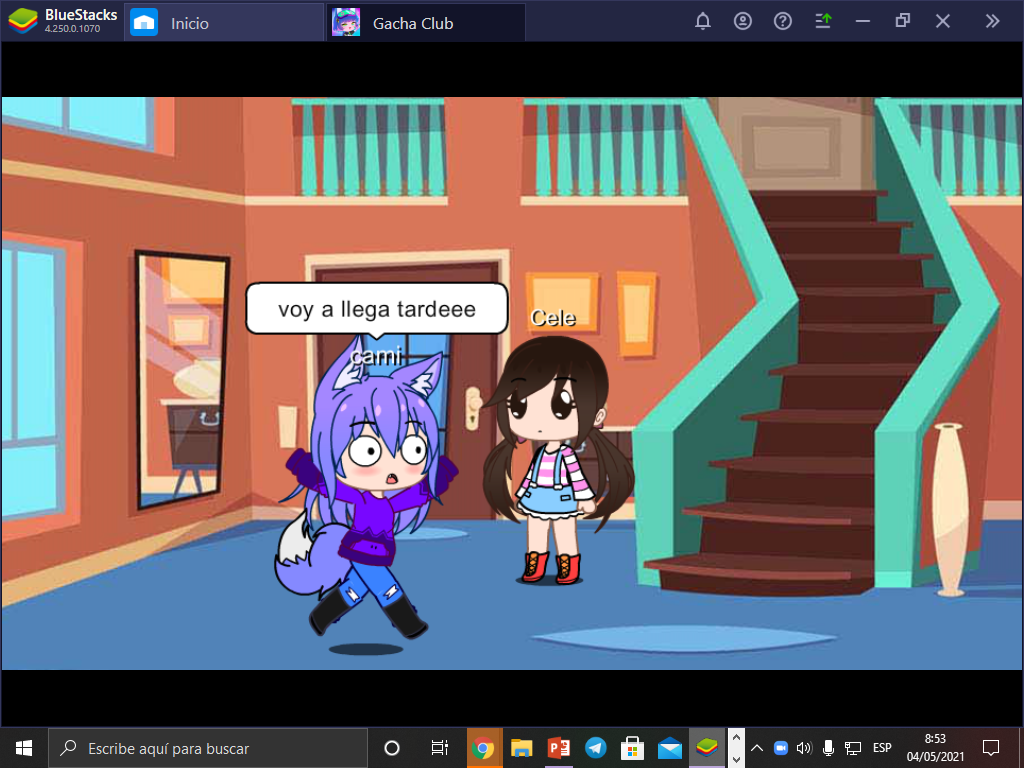 BlueStacks
4.250.0.1070
Inicio
Gacha Club
voy a llega tardeee
Cele
cami
Escribe aquí para buscar
ESP
8:53
04/05/2021